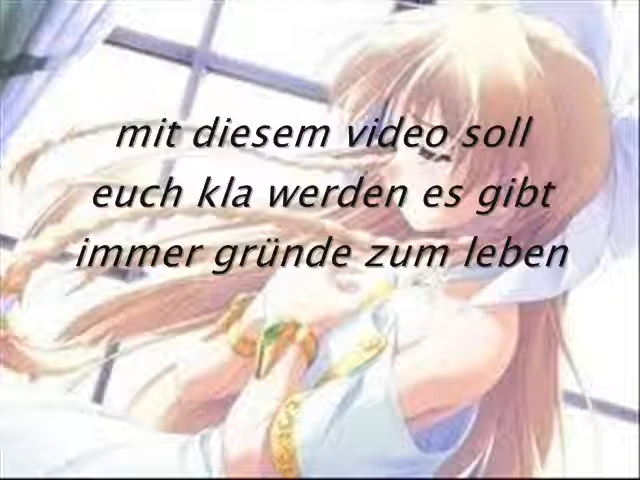 mit diesem video soll
euch kla werden es gibt
immer gründe zum leben